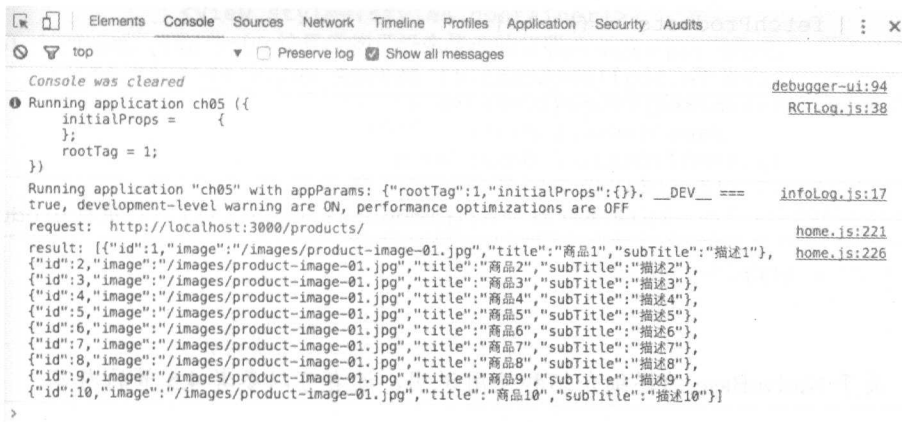 Elements Console Sources Network Timeline Profiles Application Security Audits
top Preserve log Show all messages
Console was cleared debugger-ui:94
Running application ch05 ({ RCTLog.js:38
initialProps = {
};
rootTag = 1;
})
Running application "ch05" with appParams: {"rootTag":1,"initialProps":{}}. __DEV__ === infoLog.js:17
true, development-level warning are ON, performance optimizations are OFF
request: http://localhost:3000/products/ home.js:221
result: [{"id":1,"image":"/images/product-image-01.jpg","title":"商品1","subTitle":"描述1"}, home.js:226
{"id":2,"image":"/images/product-image-01.jpg","title":"商品2","subTitle":"描述2"},
{"id":3,"image":"/images/product-image-01.jpg","title":"商品3","subTitle":"描述3"},
{"id":4,"image":"/images/product-image-01.jpg","title":"商品4","subTitle":"描述4"},
{"id":5,"image":"/images/product-image-01.jpg","title":"商品5","subTitle":"描述5"},
{"id":6,"image":"/images/product-image-01.jpg","title":"商品6","subTitle":"描述6"},
{"id":7,"image":"/images/product-image-01.jpg","title":"商品7","subTitle":"描述7"},
{"id":8,"image":"/images/product-image-01.jpg","title":"商品8","subTitle":"描述8"},
{"id":9,"image":"/images/product-image-01.jpg","title":"商品9","subTitle":"描述9"},
{"id":10,"image":"/images/product-image-01.jpg","title":"商品10","subTitle":"描述10"}]
>